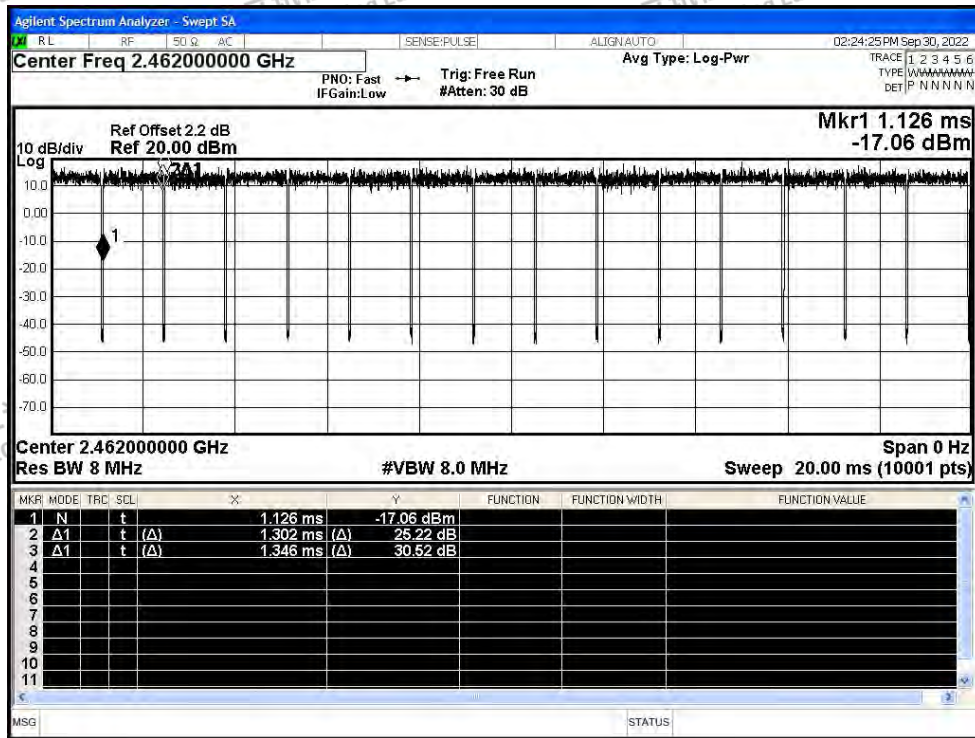 Agilent Spectrum Analyzer - Swept SA
LXI RL RF 50 Ω AC SENSE:PULSE ALIGN AUTO 02:24:25 PM Sep 30, 2022
Center Freq 2.462000000 GHz
PNO: Fast
IFGain:Low
Trig: Free Run
#Atten: 30 dB
Avg Type: Log-Pwr
TRACE 1 2 3 4 5 6
TYPE
DET P N N N N N
Mkr1 1.126 ms
-17.06 dBm
Ref Offset 2.2 dB
10 dB/div Ref 20.00 dBm
Log
2A1
10.0
0.00
1
-10.0
-20.0
-30.0
-40.0
-50.0
-60.0
-70.0
Center 2.462000000 GHz Span 0 Hz
Res BW 8 MHz #VBW 8.0 MHz Sweep 20.00 ms (10001 pts)
MKR MODE TRC SCL X Y FUNCTION FUNCTION WIDTH FUNCTION VALUE
1 N t 1.126 ms -17.06 dBm
2 Δ1 t (Δ) 1.302 ms (Δ) 25.22 dB
3 Δ1 t (Δ) 1.346 ms (Δ) 30.52 dB
4
5
6
7
8
9
10
11
MSG STATUS